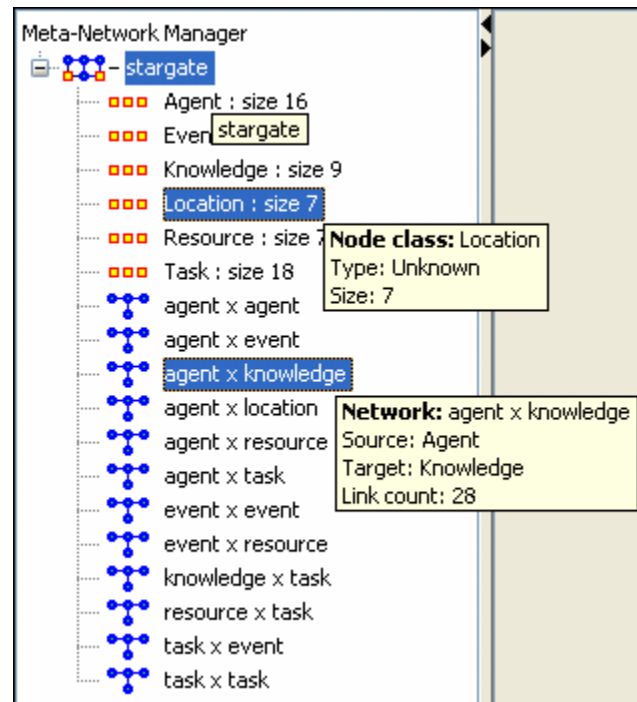 Meta-Network Manager
stargate
Agent : size 16
stargate
Knowledge : size 9
Location : size 7
Resource : size 7
Node class: Location
Type: Unknown
Size: 7
Task : size 18
agent x agent
agent x event
agent x knowledge
Network: agent x knowledge
Source: Agent
Target: Knowledge
Link count: 28
agent x location
agent x resource
agent x task
event x event
event x resource
knowledge x task
resource x task
task x event
task x task